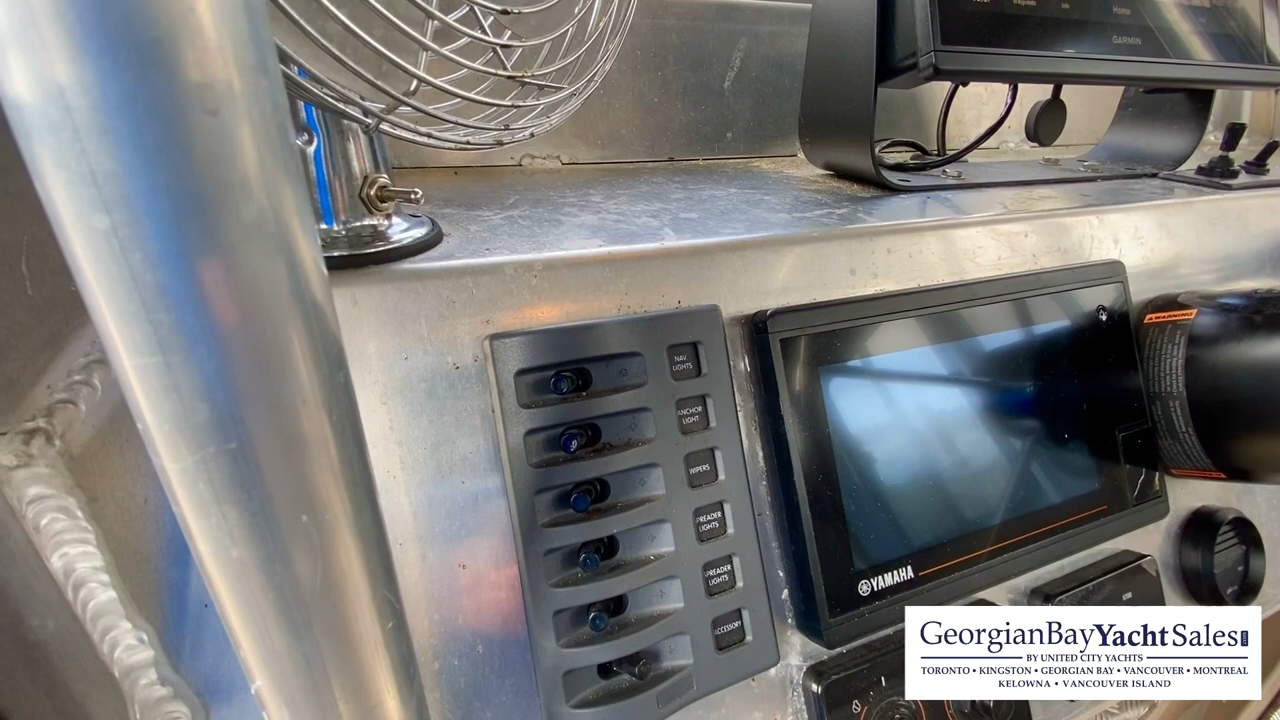 Home
GARMIN
NAV
LIGHTS
ANCHOR
LIGHT
WIPERS
SPREADER
LIGHTS
SPREADER
LIGHTS
ACCESSORY
WARNING
YAMAHA
GeorgianBayYachtSales
BY UNITED CITY YACHTS
TORONTO • KINGSTON • GEORGIAN BAY • VANCOUVER • MONTREAL
KELOWNA • VANCOUVER ISLAND